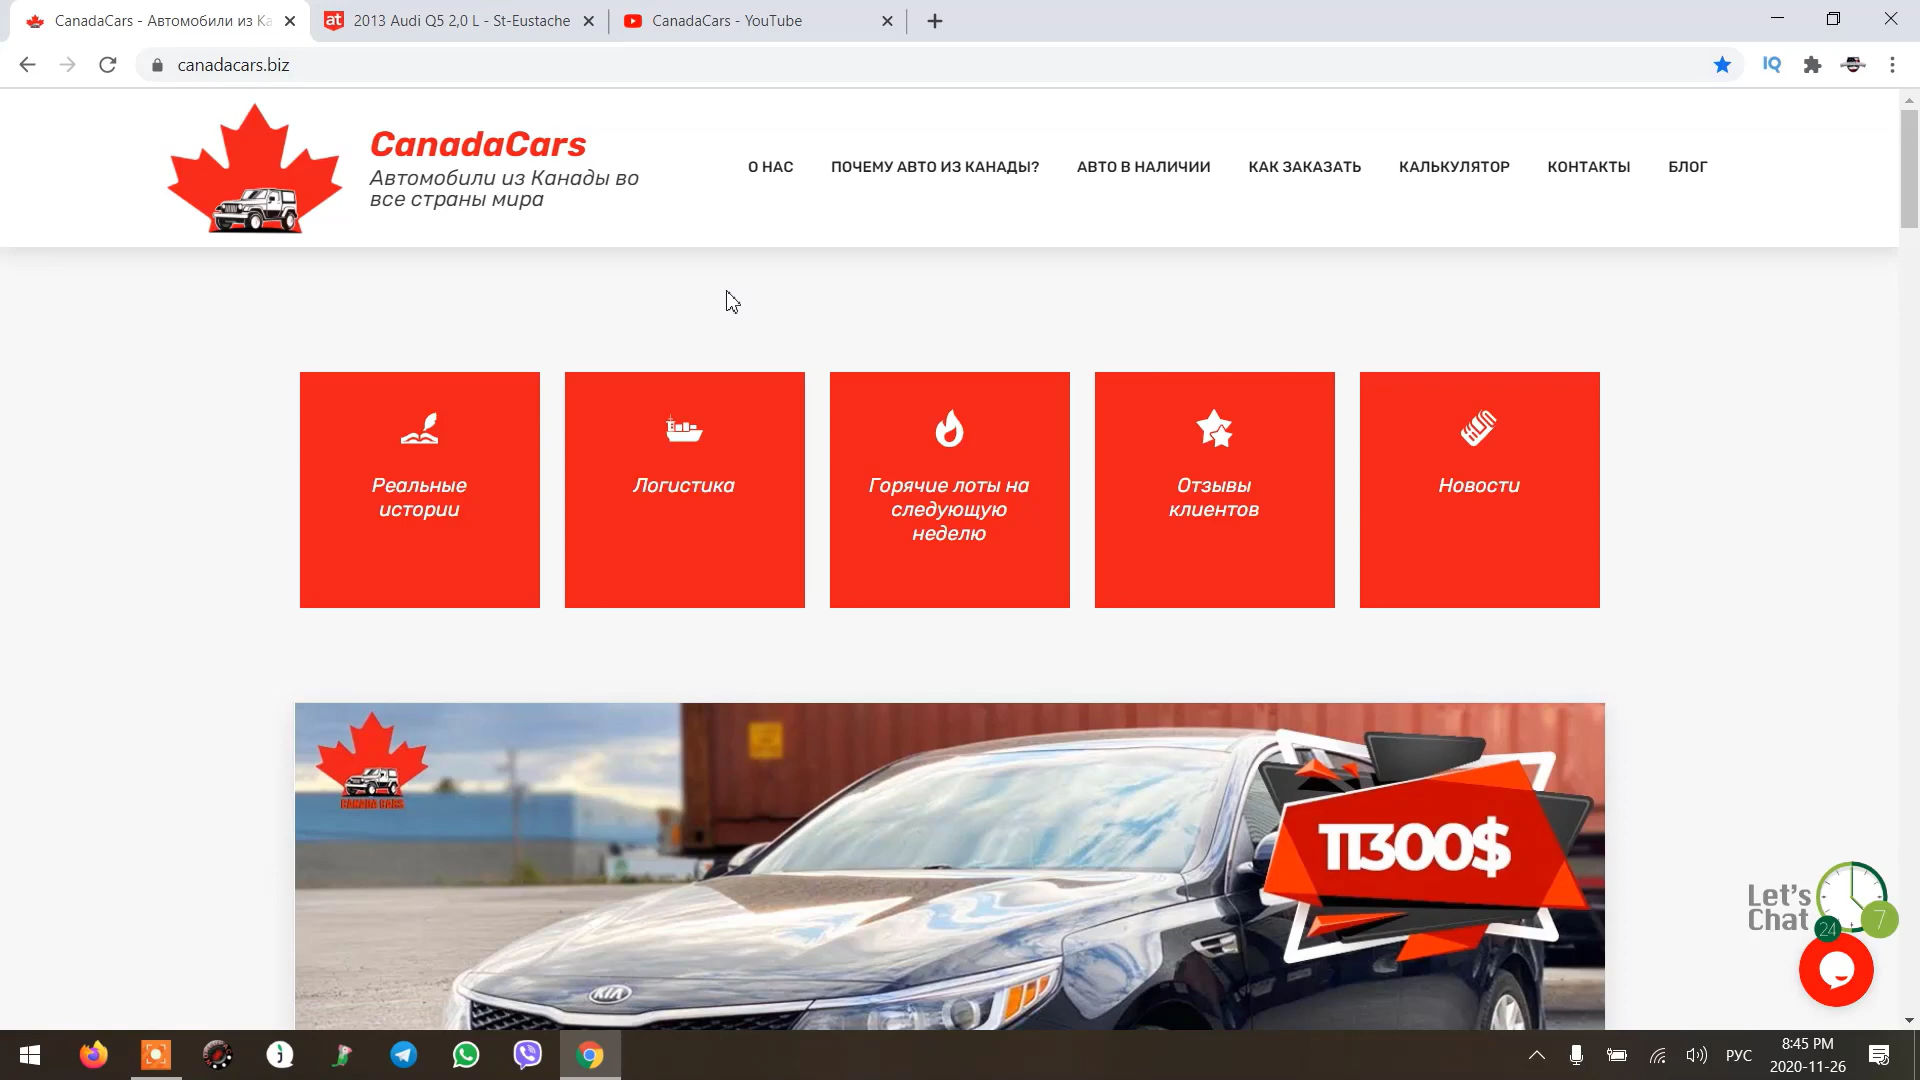 CanadaCars - Автомобили из Ка
2013 Audi Q5 2,0 L - St-Eustache
CanadaCars - YouTube
canadacars.biz
IQ
CanadaCars
Автомобили из Канады во
все страны мира
О НАС
ПОЧЕМУ АВТО ИЗ КАНАДЫ?
АВТО В НАЛИЧИИ
КАК ЗАКАЗАТЬ
КАЛЬКУЛЯТОР
КОНТАКТЫ
БЛОГ
Реальные
истории
Логистика
Горячие лоты на
следующую
неделю
Отзывы
клиентов
Новости
CANADA CARS
11300$
KIA
Let's
Chat
24
7
РУС
8:45 PM
2020-11-26